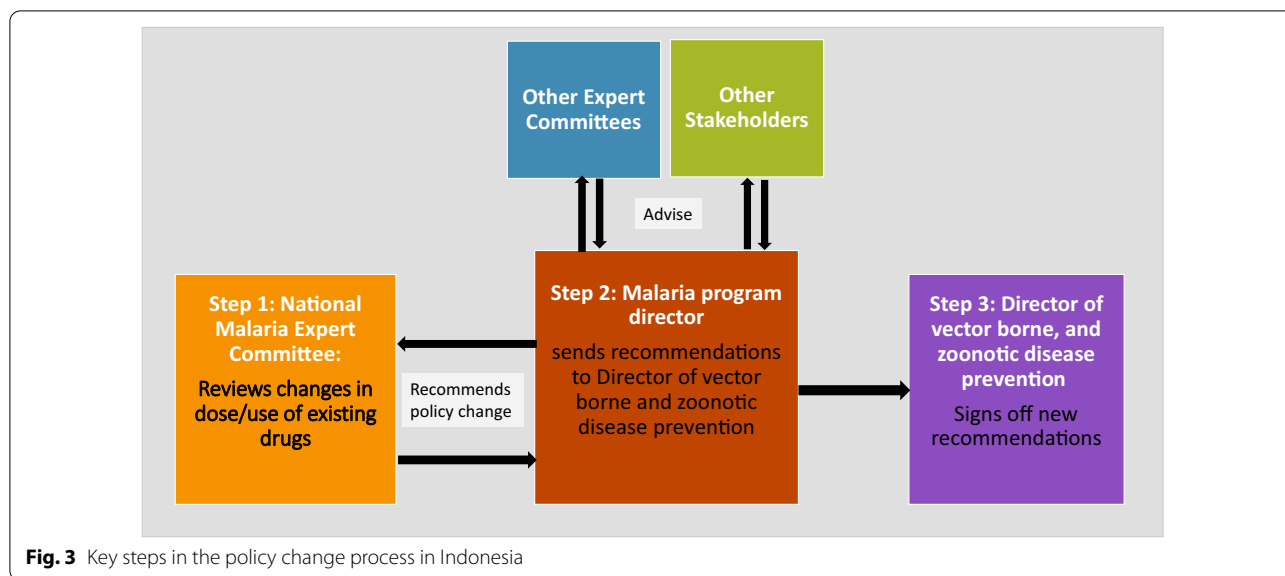 Other Expert
Committees
Other
Stakeholders
Advise
Step 1: National
Malaria Expert
Committee:
Reviews changes in
dose/use of existing
drugs
Recommends
policy change
Step 2: Malaria program
director
sends recommendations
to Director of vector
borne and zoonotic
disease prevention
Step 3: Director of
vector borne, and
zoonotic disease
prevention
Signs off new
recommendations
Fig. 3 Key steps in the policy change process in Indonesia